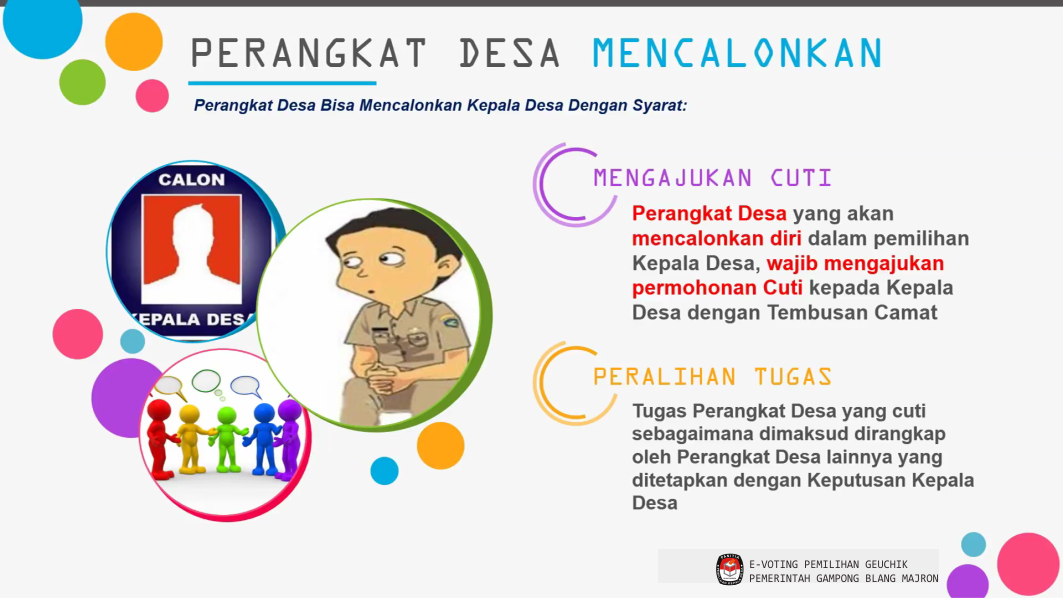 PERANGKAT DESA MENCALONKAN
Perangkat Desa Bisa Mencalonkan Kepala Desa Dengan Syarat:
CALON
KEPALA DESA
MENGAJUKAN CUTI
Perangkat Desa yang akan
mencalonkan diri dalam pemilihan
Kepala Desa, wajib mengajukan
permohonan Cuti kepada Kepala
Desa dengan Tembusan Camat
PERALIHAN TUGAS
Tugas Perangkat Desa yang cuti
sebagaimana dimaksud dirangkap
oleh Perangkat Desa lainnya yang
ditetapkan dengan Keputusan Kepala
Desa
E-VOTING PEMILIHAN GEUCHIK
PEMERINTAH GAMPONG BLANG MAJRON